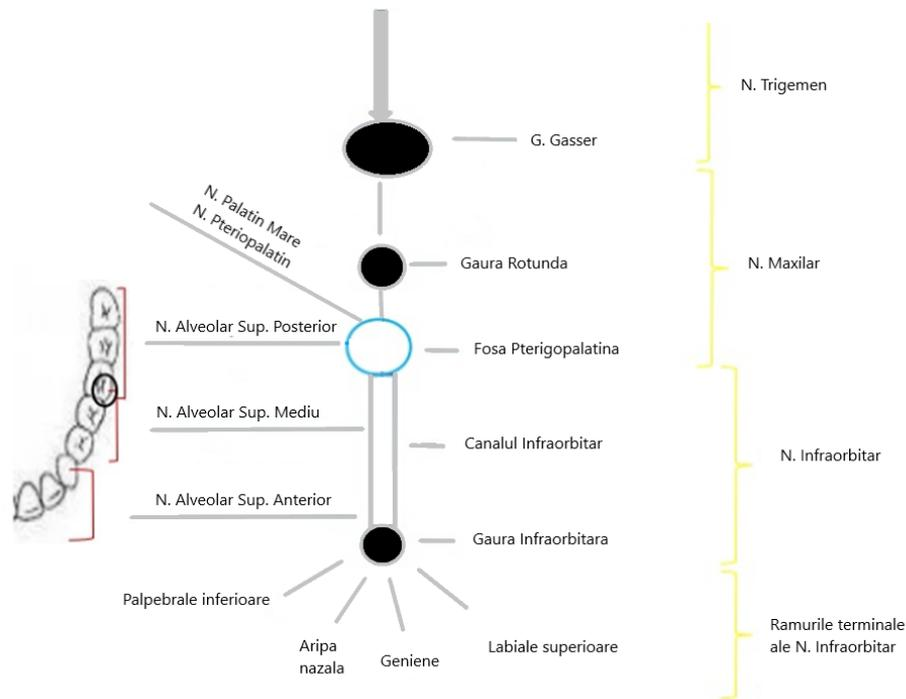 N. Trigemen
G. Gasser
N. Palatin Mare
N. Pteriopalatin
Gaura Rotunda
N. Maxilar
N. Alveolar Sup. Posterior
Fosa Pterigopalatina
N. Alveolar Sup. Mediu
Canalul Infraorbitar
N. Infraorbitar
N. Alveolar Sup. Anterior
Gaura Infraorbitara
Palpebrale inferioare
Aripa
nazala
Geniene
Labiale superioare
Ramurile terminale
ale N. Infraorbitar